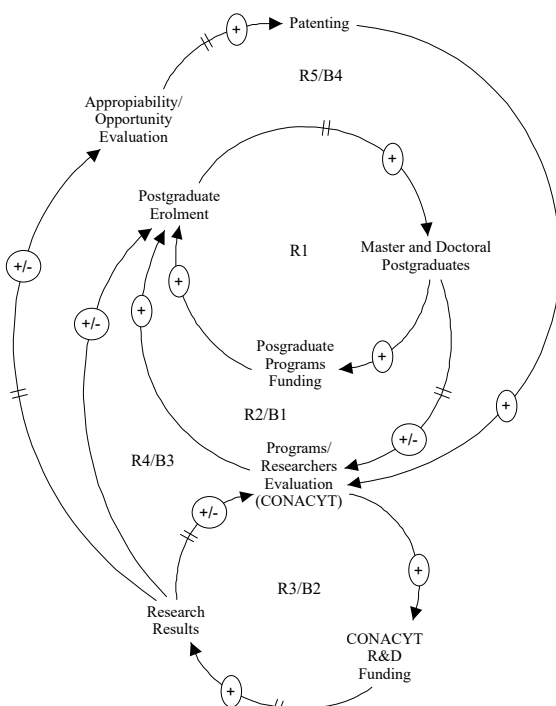 Patenting
+
R5/B4
Appropiability/
Opportunity
Evaluation
+
Postgraduate
Erolment
R1
Master and Doctoral
Postgraduates
+/-
+
+
+/-
Posgraduate
Programs
Funding
+
R2/B1
+
+/-
R4/B3
Programs/
Researchers
Evaluation
(CONACYT)
+/-
+
R3/B2
Research
Results
CONACYT
R&D
Funding
+